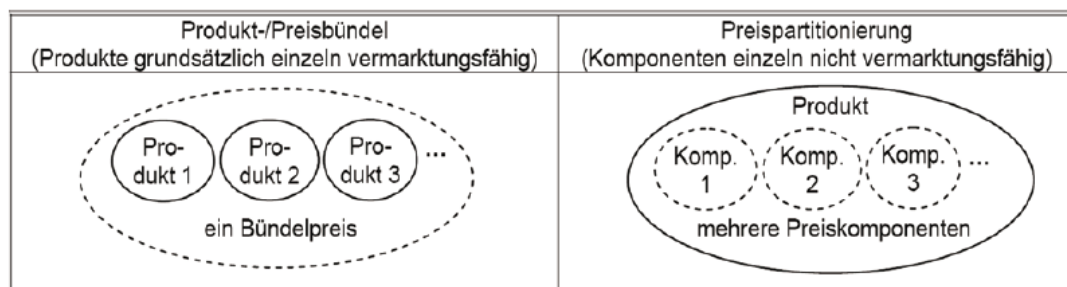 Produkt-/Preisbündel
(Produkte grundsätzlich einzeln vermarktungsfähig)
Pro-
dukt 1
Pro-
dukt 2
Pro-
dukt 3
...
ein Bündelpreis
Preispartitionierung
(Komponenten einzeln nicht vermarktungsfähig)
Produkt
Komp.
1
Komp.
2
Komp.
3
...
mehrere Preiskomponenten